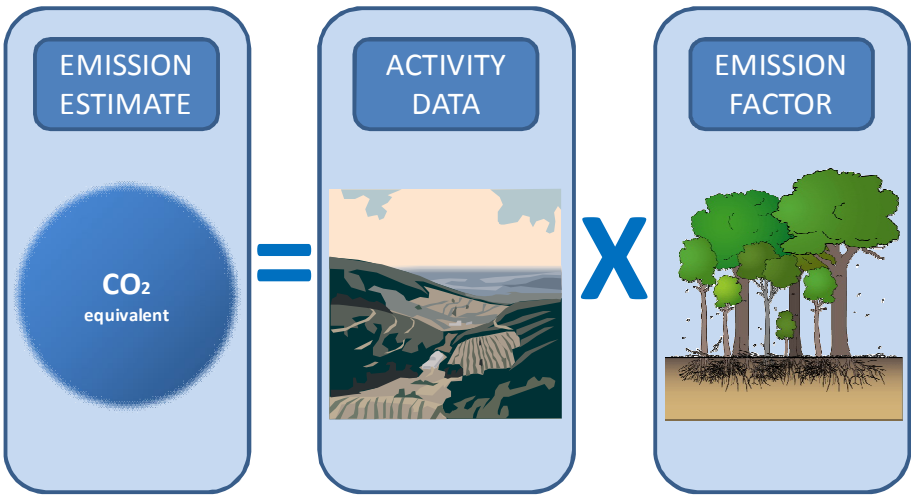 EMISSION
ESTIMATE
CO₂
equivalent
=
ACTIVITY
DATA
X
EMISSION
FACTOR